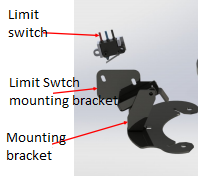 Limit
switch
Limit Swtch
mounting bracket
Mounting
bracket